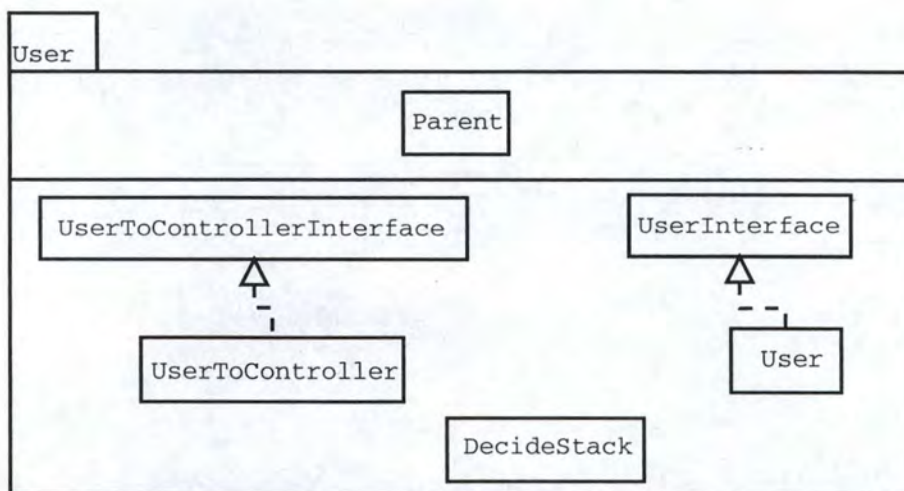 User
Parent
UserToControllerInterface
UserInterface
UserToController
User
DecideStack